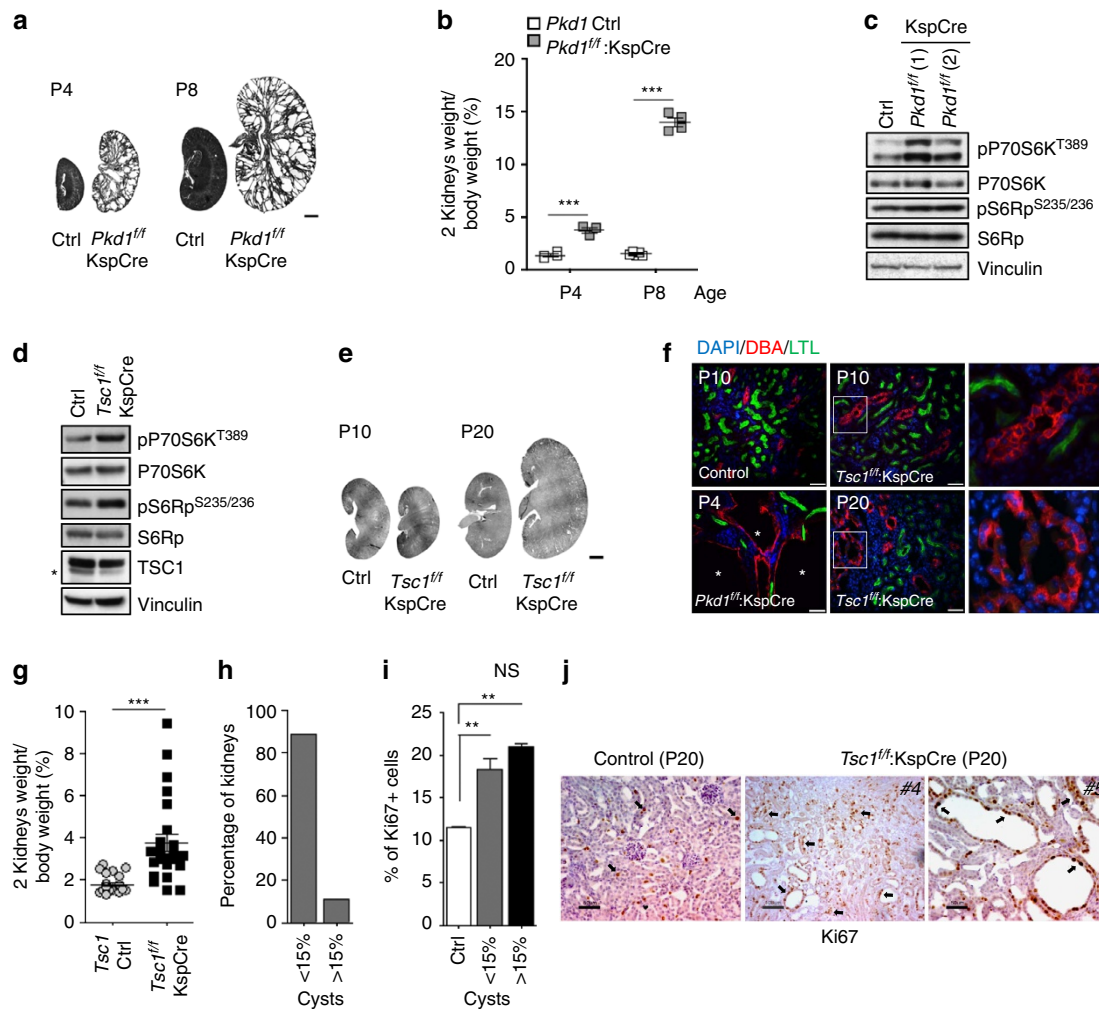 a
P4
P8
Ctrl
Pkd1f/f
KspCre
Ctrl
Pkd1f/f
KspCre
b
Pkd1 Ctrl
Pkd1f/f:KspCre
2 Kidneys weight/
body weight (%)
20
15
10
5
0
***
***
P4
P8
Age
c
KspCre
Ctrl
Pkd1f/f (1)
Pkd1f/f (2)
pP70S6KT389
P70S6K
pS6RpS235/236
S6Rp
Vinculin
d
Ctrl
Tsc1f/f
KspCre
pP70S6KT389
P70S6K
pS6RpS235/236
S6Rp
* TSC1
Vinculin
e
P10
P20
Ctrl
Tsc1f/f
KspCre
Ctrl
Tsc1f/f
KspCre
f
DAPI/DBA/LTL
P10
Control
P10
Tsc1f/f:KspCre
P4
*
*
*
Pkd1f/f:KspCre
P20
Tsc1f/f:KspCre
g
2 Kidneys weight/
body weight (%)
10
8
6
4
2
0
***
Tsc1
Ctrl
Tsc1f/f
KspCre
h
Percentage of kidneys
100
80
60
40
20
0
<15%
>15%
Cysts
i
NS
**
**
% of Ki67+ cells
25
20
15
10
5
0
Ctrl
<15%
>15%
Cysts
j
Control (P20)
Tsc1f/f:KspCre (P20)
#4
Ki67